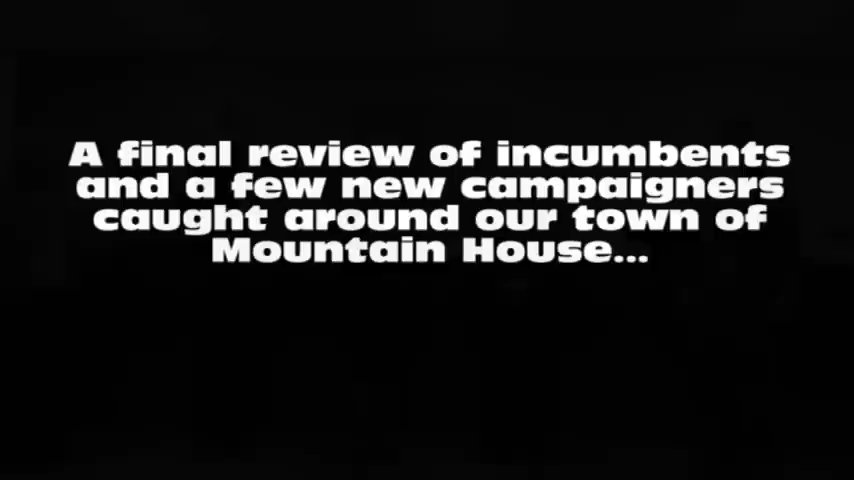 A final review of incumbents
and a few new campaigners
caught around our town of
Mountain House...